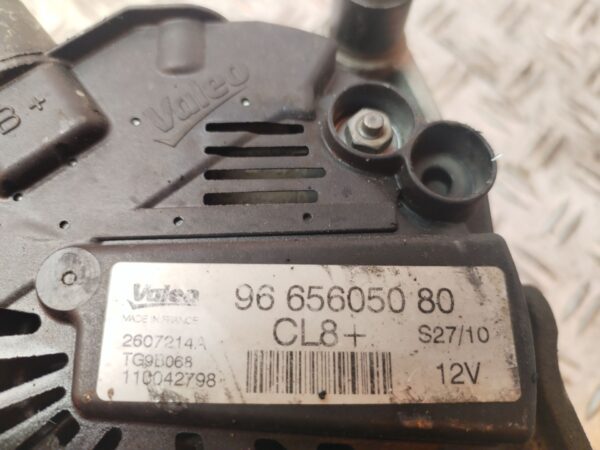 B+
Valeo
Valeo
96 656050 80
MADE IN FRANCE
CL8+
S27/10
2607214A
TG9B068
110042798
12V